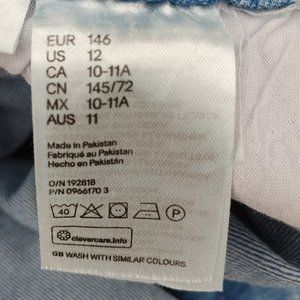 EUR 146
US 12
CA 10-11A
CN 145/72
MX 10-11A
AUS 11
Made in Pakistan
Fabriqué au Pakistan
Hecho en Pakistán
O/N 192818
P/N 0966170 3
40 P
clevercare.info
GB WASH WITH SIMILAR COLOURS.